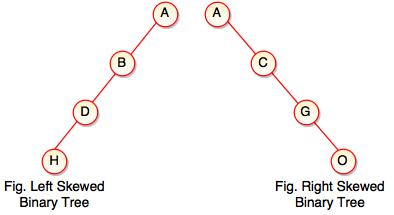 A
B
D
H
Fig. Left Skewed
Binary Tree
A
C
G
O
Fig. Right Skewed
Binary Tree